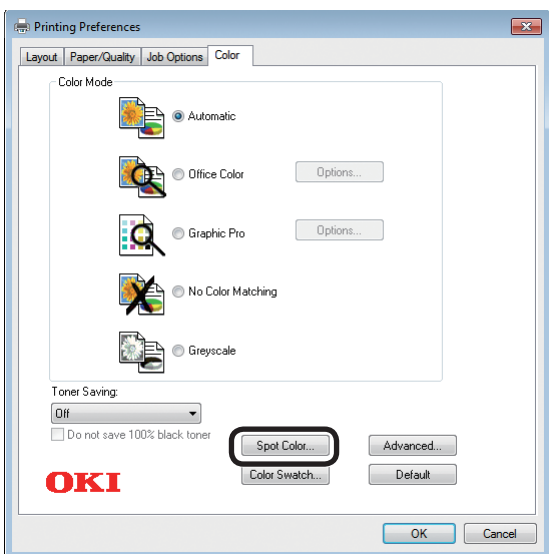 Printing Preferences
Layout Paper/Quality Job Options Color
Color Mode
Automatic
Office Color Options...
Graphic Pro Options...
No Color Matching
Greyscale
Toner Saving:
Off
Do not save 100% black toner
Spot Color... Advanced...
OKI
Color Swatch... Default
OK Cancel